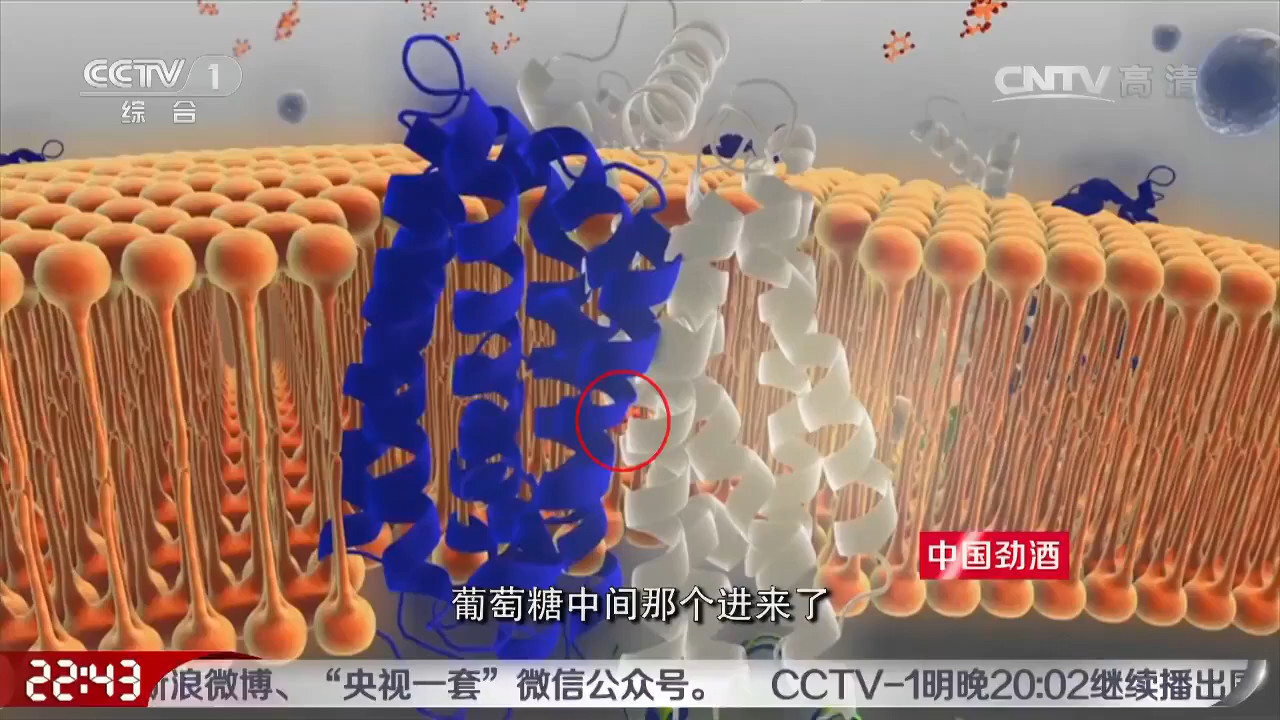 CCTV 1
综合
CNTV 高清
中国劲酒
葡萄糖中间那个进来了
22:43
新浪微博、“央视一套”微信公众号。 CCTV-1明晚20:02继续播出